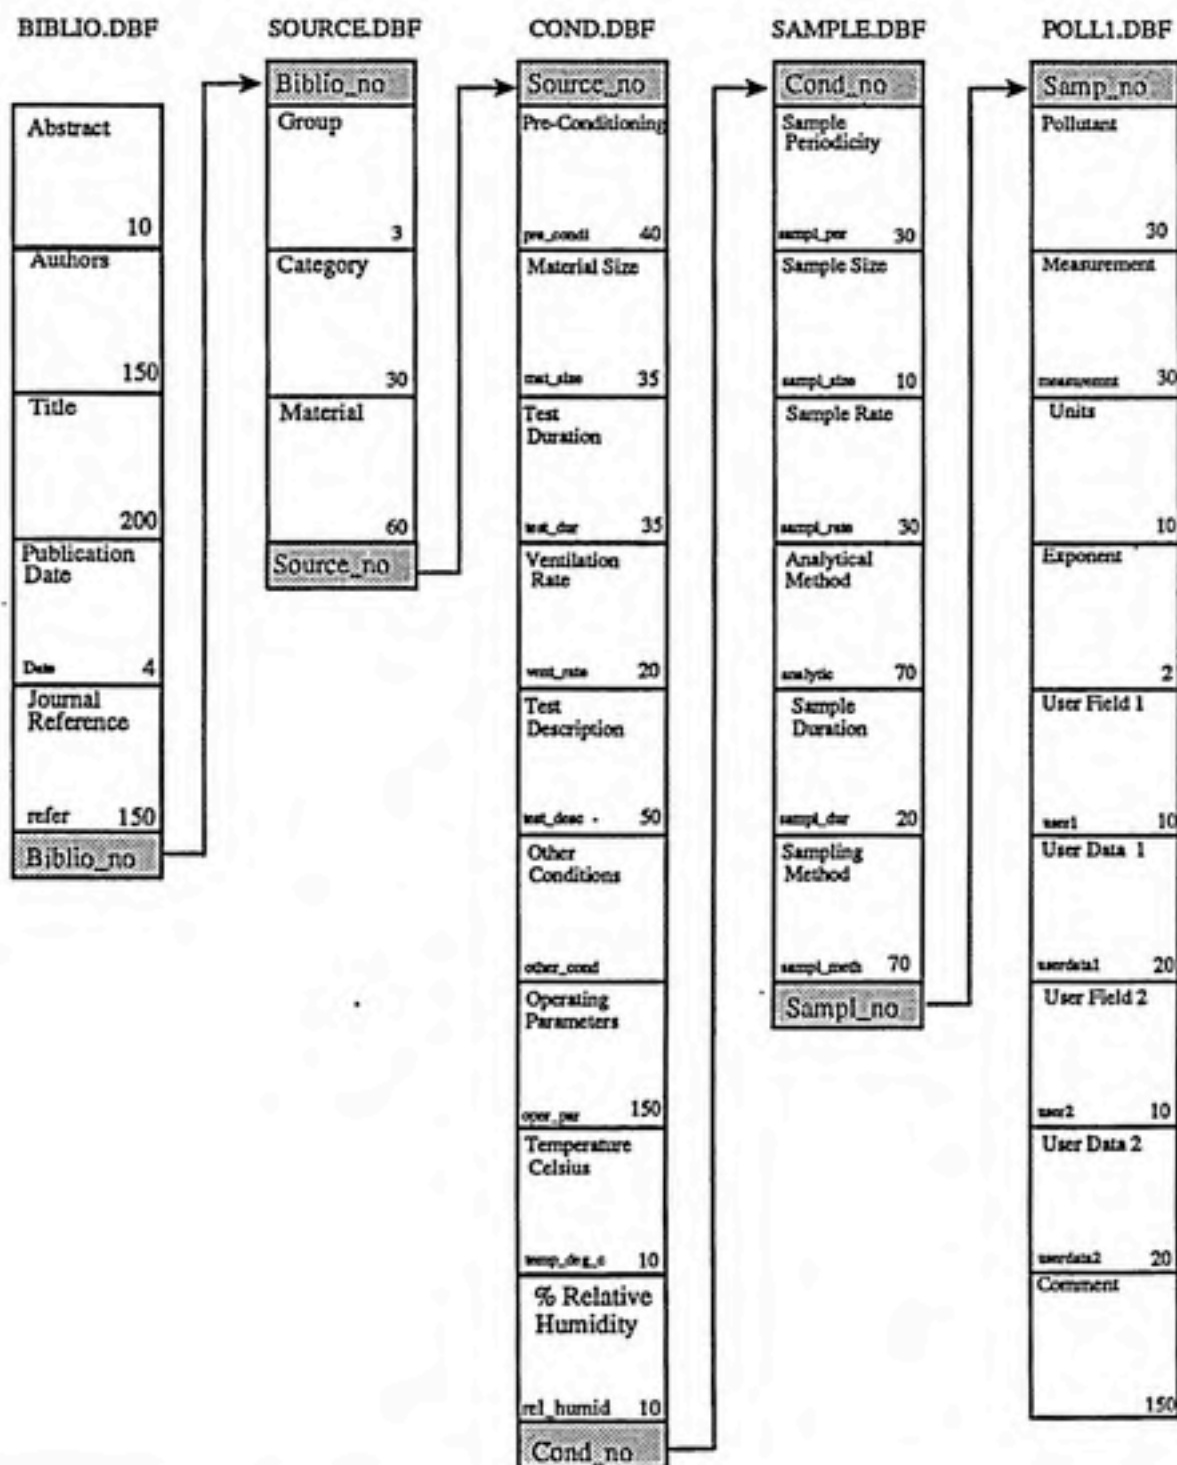 BIBLIO.DBF
Abstract
10
Authors
150
Title
200
Publication
Date
Date 4
Journal
Reference
refer 150
Biblio_no
SOURCE.DBF
Biblio_no
Group
3
Category
30
Material
60
Source_no
COND.DBF
Source_no
Pre-Conditioning
pre_condi 40
Material Size
mat_size 35
Test
Duration
test_dur 35
Ventilation
Rate
vent_rate 20
Test
Description
test_desc 50
Other
Conditions
other_cond
Operating
Parameters
oper_par 150
Temperature
Celsius
temp_deg_c 10
% Relative
Humidity
rel_humid 10
Cond_no
SAMPLE.DBF
Cond_no
Sample
Periodicity
sampl_per 30
Sample Size
sampl_size 10
Sample Rate
sampl_rate 30
Analytical
Method
analytic 70
Sample
Duration
sampl_dur 20
Sampling
Method
sampl_meth 70
Sampl_no
POLL1.DBF
Samp_no
Pollutant
30
Measurement
measuremnt 30
Units
10
Exponent
2
User Field 1
user1 10
User Data 1
userdata1 20
User Field 2
user2 10
User Data 2
userdata2 20
Comment
150